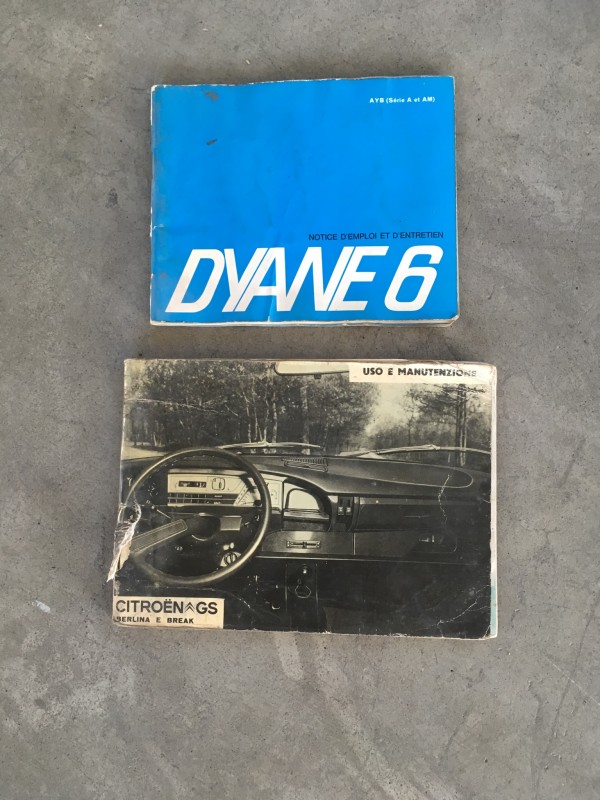 AYB (Série A et AM)
NOTICE D'EMPLOI ET D'ENTRETIEN
DYANE 6
USO E MANUTENZIONE
CITROËN GS
BERLINA E BREAK